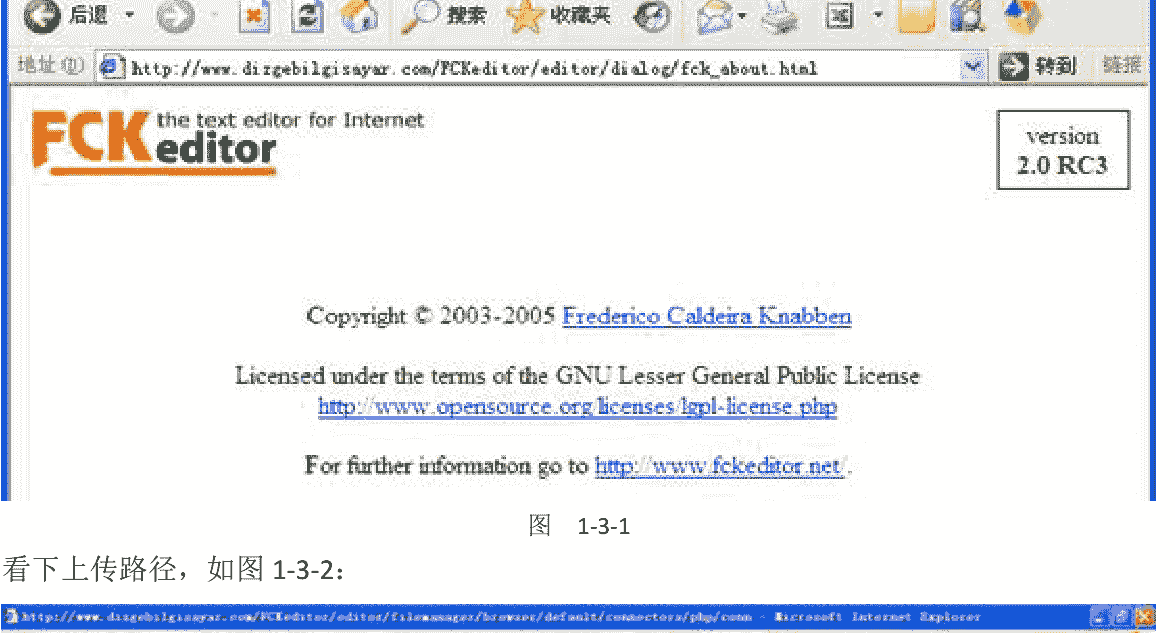 后退 搜索 收藏夹
地址(D) http://www.dizgebilgisayar.com/FCKeditor/editor/dialog/fck_about.html 转到 链接
FCKeditor the text editor for Internet
version
2.0 RC3
Copyright © 2003-2005 Frederico Caldeira Knabben
Licensed under the terms of the GNU Lesser General Public License
http://www.opensource.org/licenses/lgpl-license.php
For further information go to http://www.fckeditor.net/.
图 1-3-1
看下上传路径，如图 1-3-2：
http://www.dizgebilgisayar.com/FCKeditor/editor/filemanager/browser/default/connectors/php/conn - Microsoft Internet Explorer